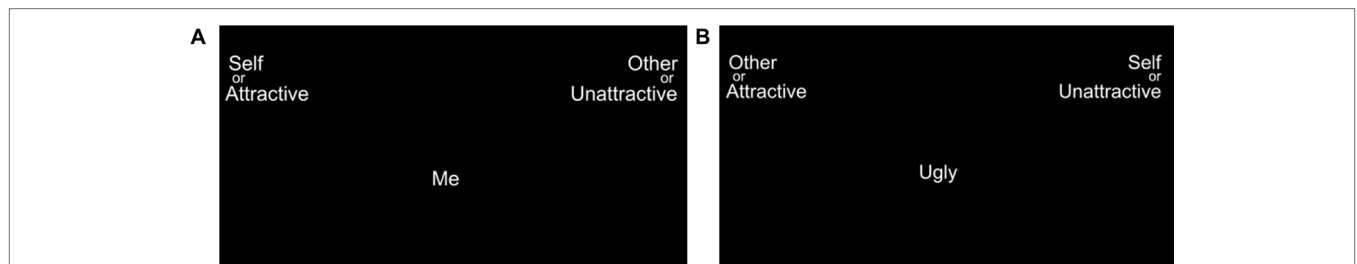 A
Self
or
Attractive
Other
or
Unattractive
Me
B
Other
or
Attractive
Self
or
Unattractive
Ugly